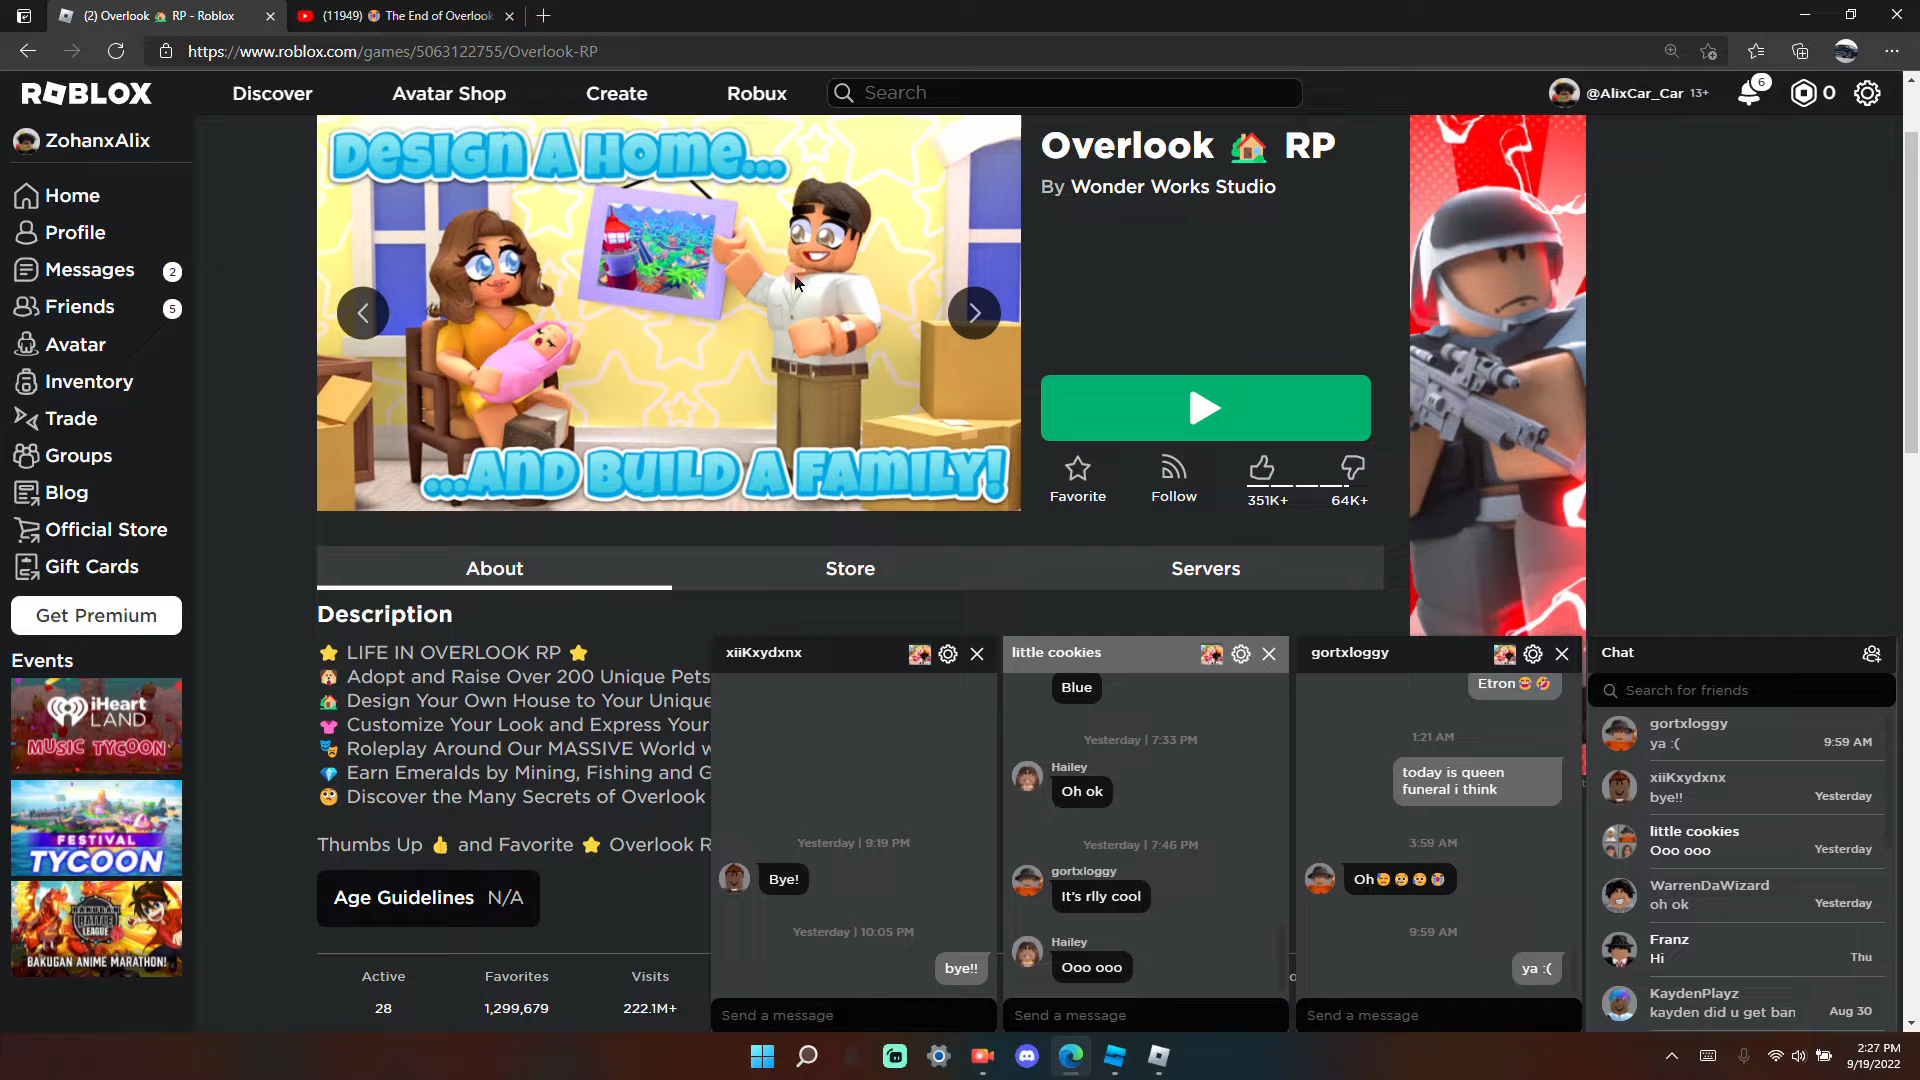 (2) Overlook 🏠 RP - Roblox
(11949) 😭 The End of Overlook
https://www.roblox.com/games/5063122755/Overlook-RP
ROBLOX
Discover
Avatar Shop
Create
Robux
Search
@AlixCar_Car 13+
6
0
ZohanxAlix
Home
Profile
Messages 2
Friends 5
Avatar
Inventory
Trade
Groups
Blog
Official Store
Gift Cards
Get Premium
Events
iHeart
LAND
MUSIC TYCOON
FESTIVAL
TYCOON
BAKUGAN
BATTLE
LEAGUE
BAKUGAN ANIME MARATHON!
DESIGN A HOME...
...AND BUILD A FAMILY!
Overlook 🏠 RP
By Wonder Works Studio
Favorite
Follow
351K+
64K+
About
Store
Servers
Description
⭐ LIFE IN OVERLOOK RP ⭐
🐶 Adopt and Raise Over 200 Unique Pets
🏠 Design Your Own House to Your Unique
👚 Customize Your Look and Express Your
🎭 Roleplay Around Our MASSIVE World w
💎 Earn Emeralds by Mining, Fishing and G
Discover the Many Secrets of Overlook
Thumbs Up 👍 and Favorite ⭐ Overlook R
Age Guidelines N/A
Active
Favorites
Visits
28
1,299,679
222.1M+
xiiKxydxnx
Yesterday | 9:19 PM
Bye!
Yesterday | 10:05 PM
bye!!
Send a message
little cookies
Blue
Yesterday | 7:33 PM
Hailey
Oh ok
Yesterday | 7:46 PM
gortxloggy
It's rlly cool
Hailey
Ooo ooo
Send a message
gortxloggy
Etron😂🤣
1:21 AM
today is queen
funeral i think
3:59 AM
Oh😓😢😢😭
9:59 AM
ya :(
Send a message
Chat
Search for friends
gortxloggy
ya :( 9:59 AM
xiiKxydxnx
bye!! Yesterday
little cookies
Ooo ooo Yesterday
WarrenDaWizard
oh ok Yesterday
Franz
Hi Thu
KaydenPlayz
kayden did u get ban Aug 30
2:27 PM
9/19/2022